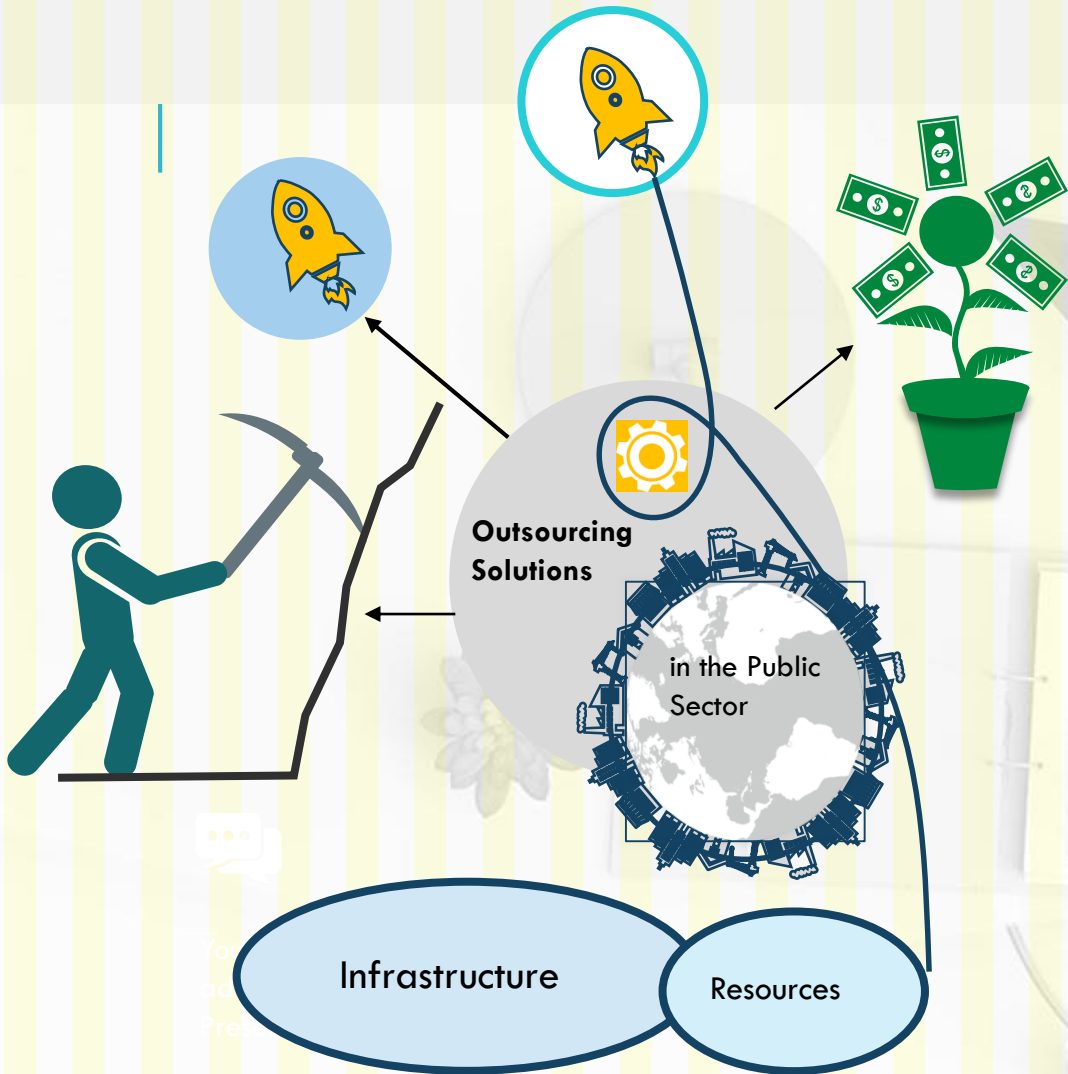 Outsourcing
Solutions
in the Public
Sector
Infrastructure
Resources